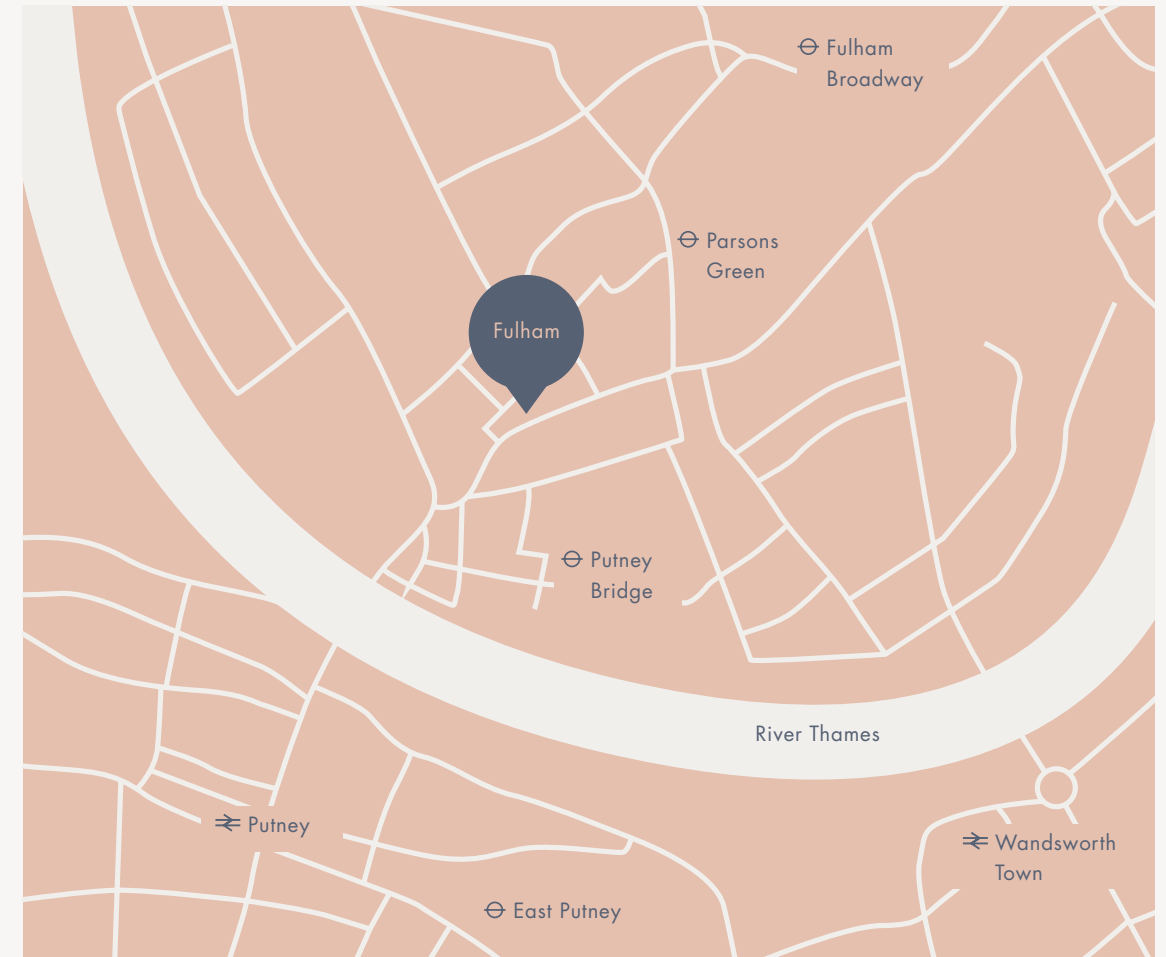 Fulham
Broadway
Parsons
Green
Fulham
Putney
Bridge
River Thames
Putney
Wandsworth
Town
East Putney